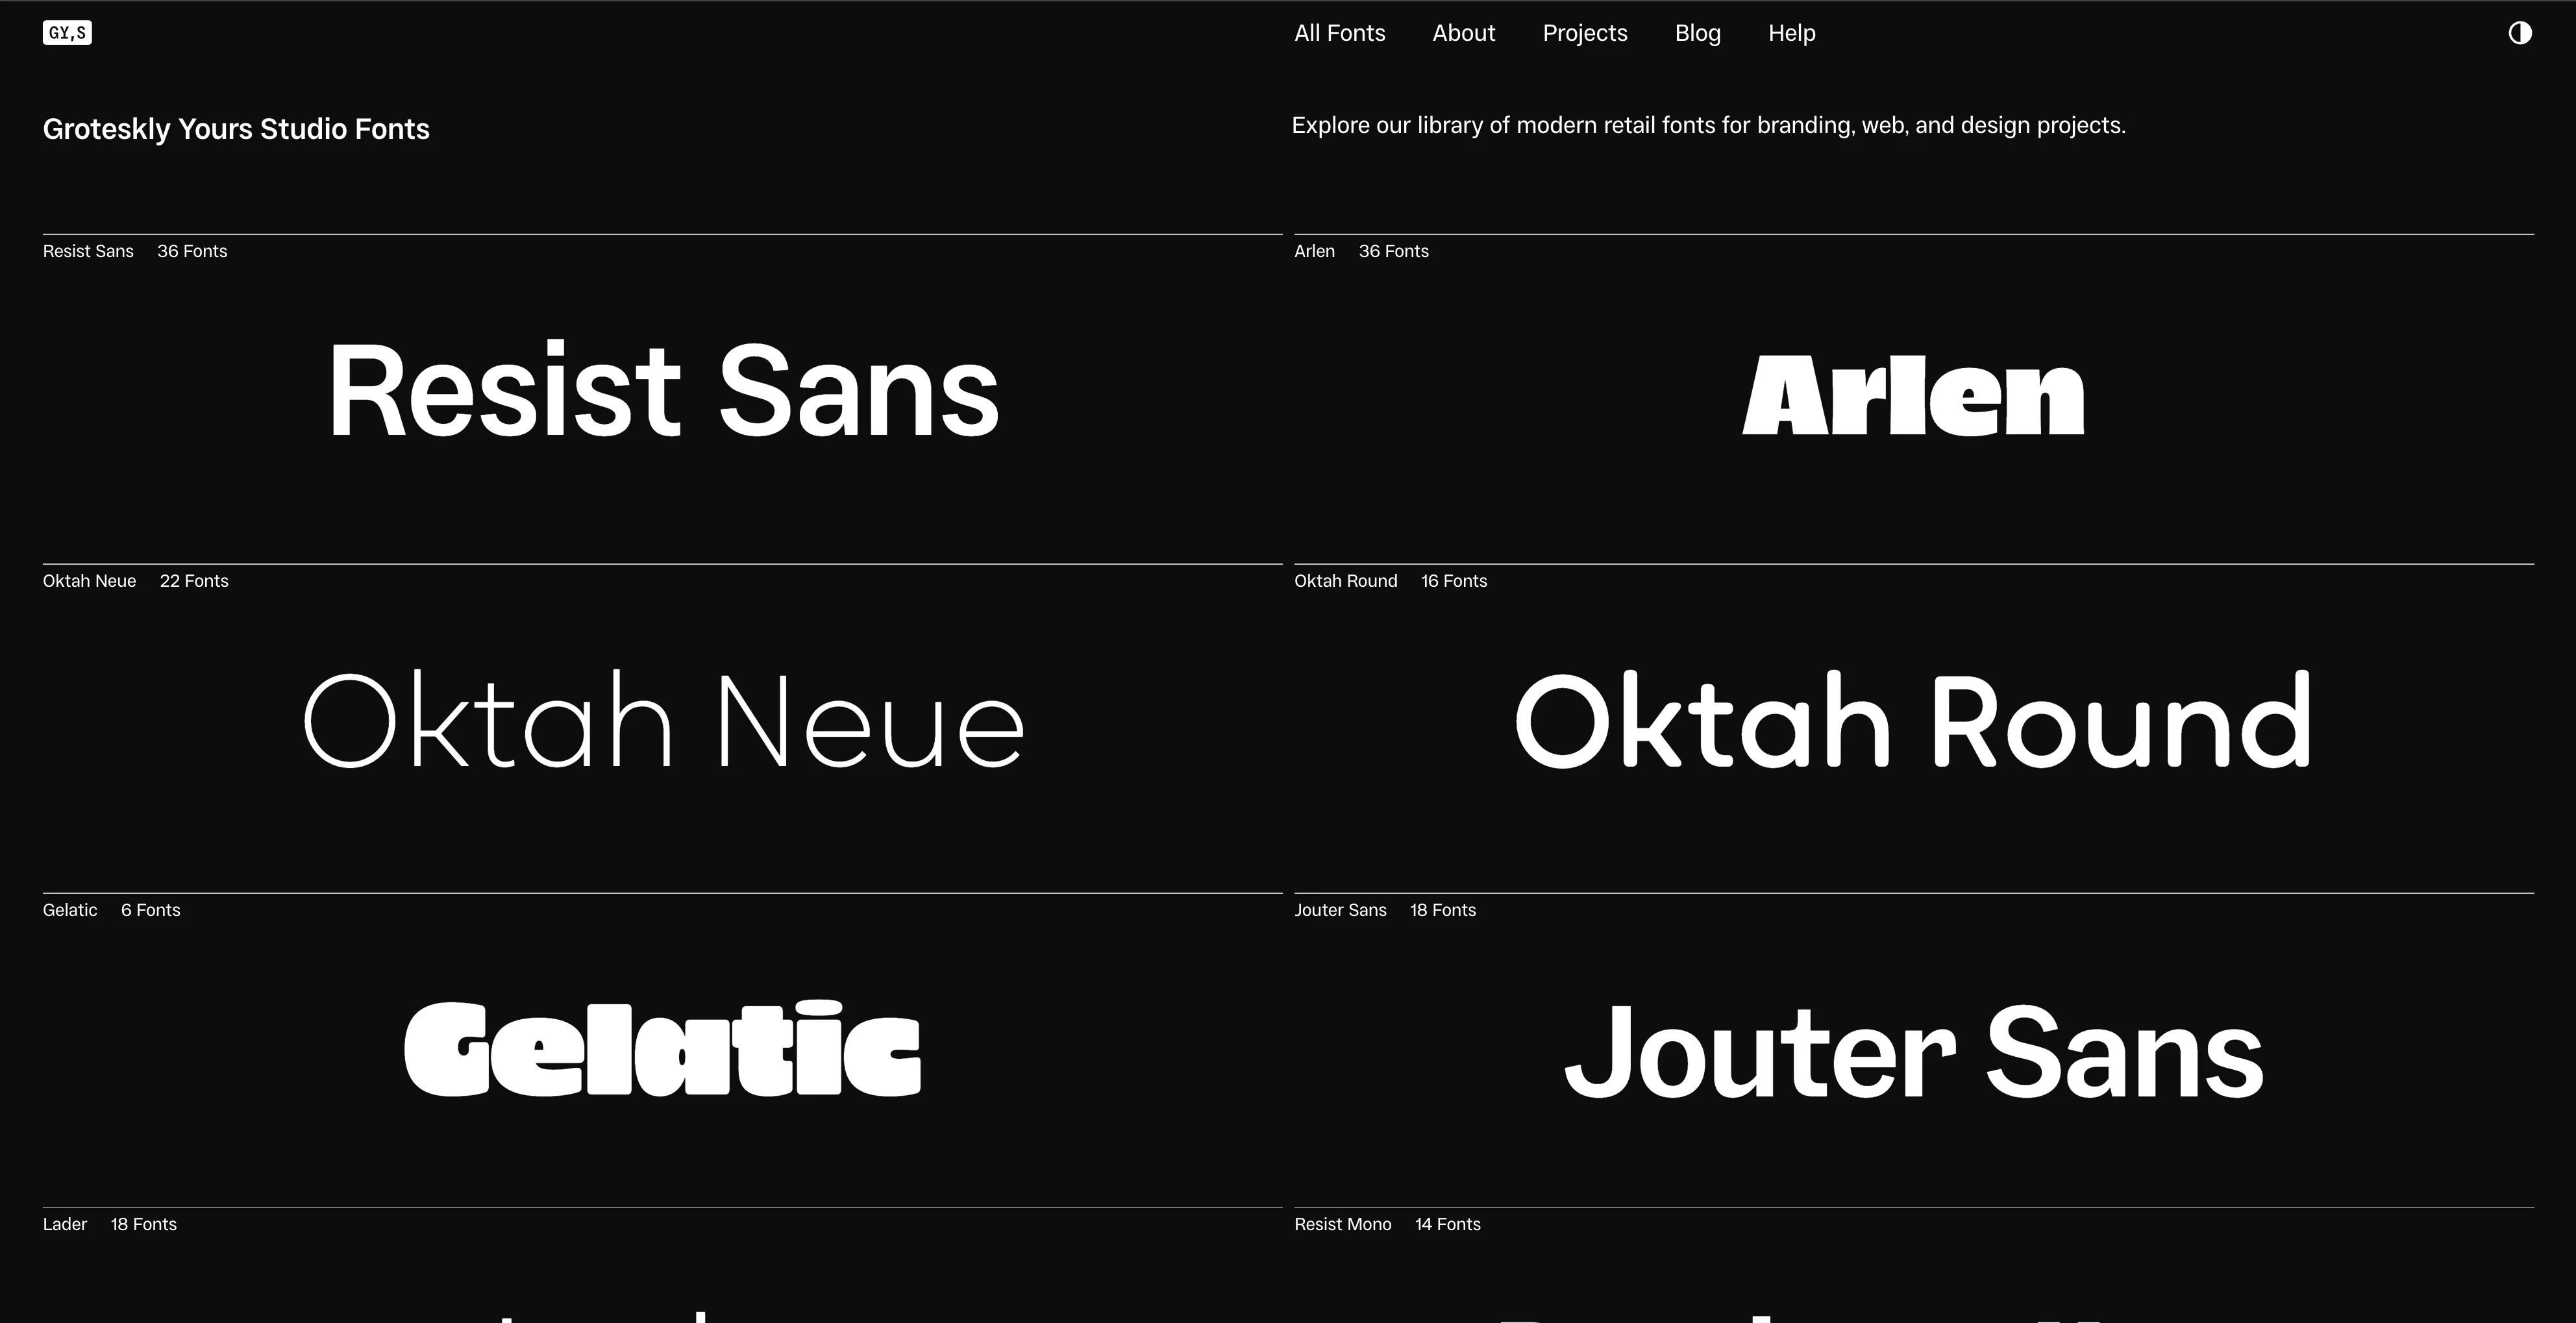 GY,S
All Fonts About Projects Blog Help
Groteskly Yours Studio Fonts
Explore our library of modern retail fonts for branding, web, and design projects.
Resist Sans 36 Fonts
Arlen 36 Fonts
Resist Sans
Arlen
Oktah Neue 22 Fonts
Oktah Round 16 Fonts
Oktah Neue
Oktah Round
Gelatic 6 Fonts
Jouter Sans 18 Fonts
Gelatic
Jouter Sans
Lader 18 Fonts
Resist Mono 14 Fonts